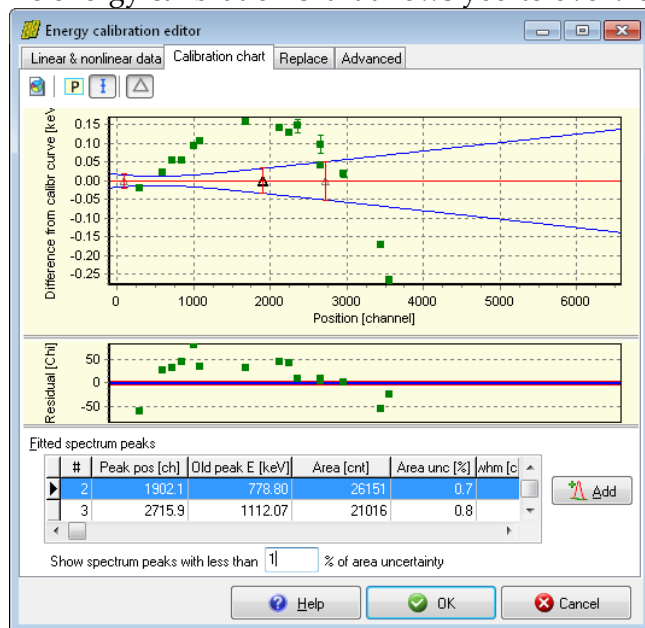 Energy calibration editor
Linear & nonlinear data Calibration chart Replace Advanced
P
Difference from calibr curve [keV
0.15
0.10
0.05
0.00
-0.05
-0.10
-0.15
-0.20
-0.25
0 1000 2000 3000 4000 5000 6000
Position [channel]
Residual [Chi]
50
0
-50
Fitted spectrum peaks
# Peak pos [ch] Old peak E [keV] Area [cnt] Area unc [%] whm [c
2 1902.1 778.80 26151 0.7
3 2715.9 1112.07 21016 0.8
Add
Show spectrum peaks with less than 1 % of area uncertainty
Help OK Cancel